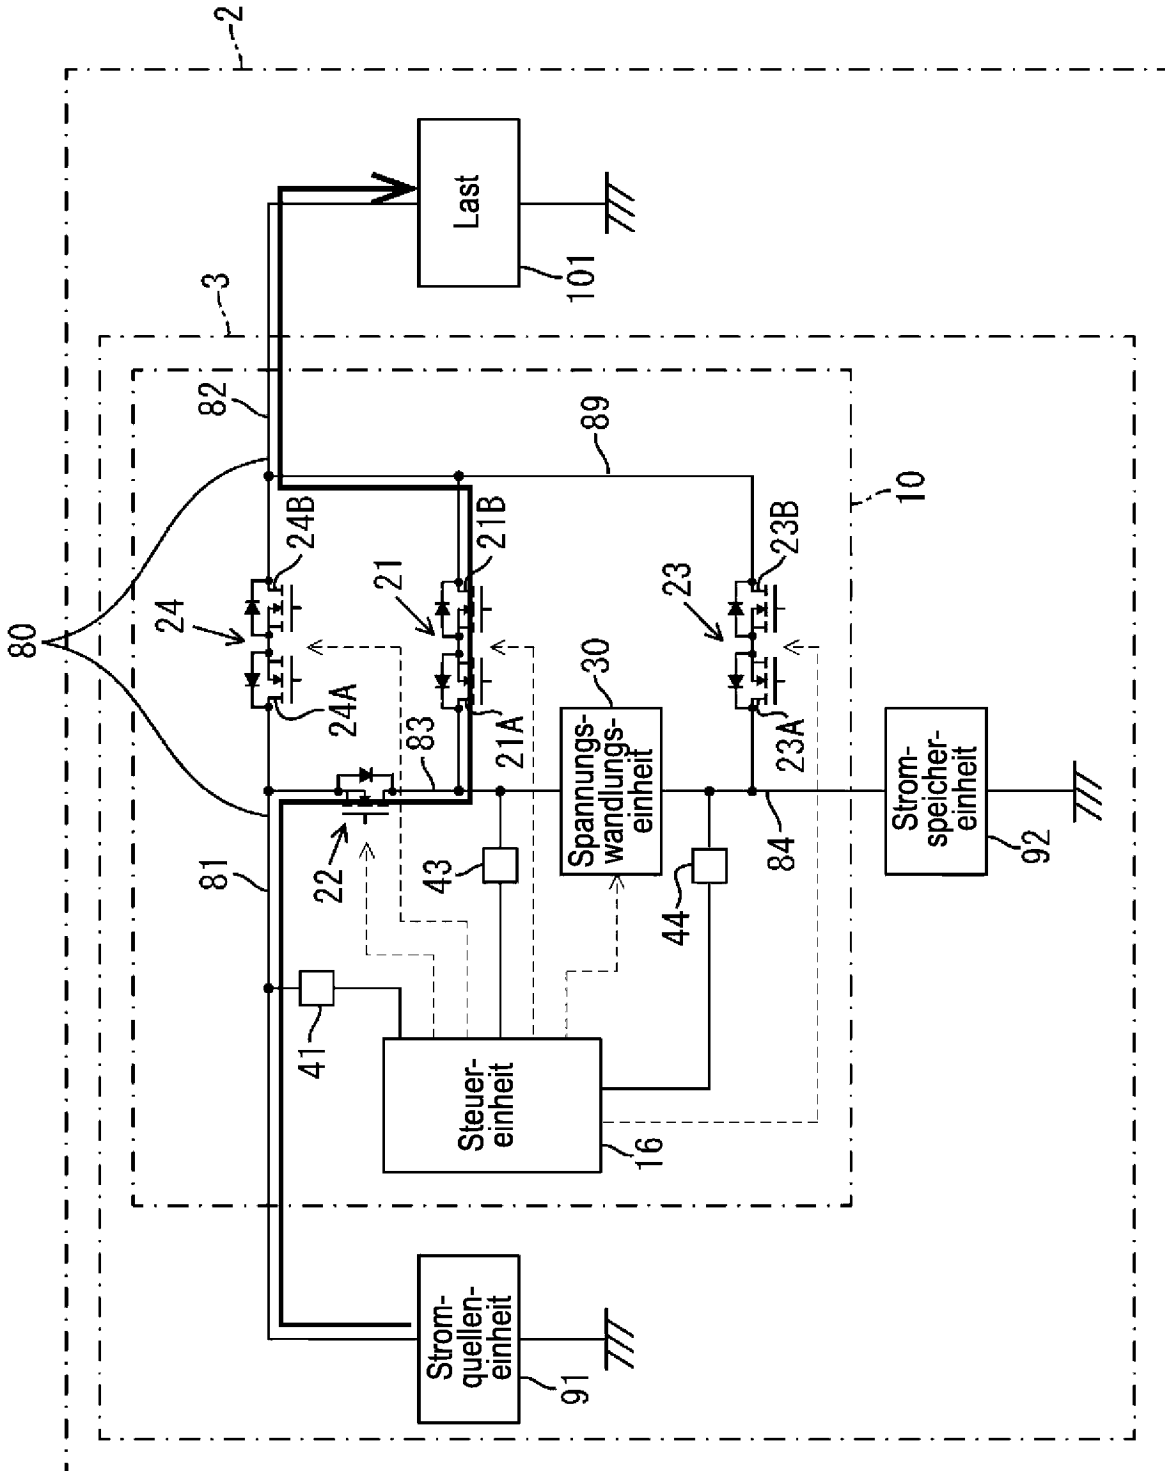 2
3
10
80
81
82
24
24A
24B
22
21
21A
21B
83
89
41
43
44
Steuer-
einheit
16
Spannungs-
wandlungs-
einheit
30
23
23A
23B
84
Strom-
quellen-
einheit
91
Strom-
speicher-
einheit
92
Last
101